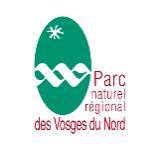 Parc
naturel
régional
des Vosges du Nord